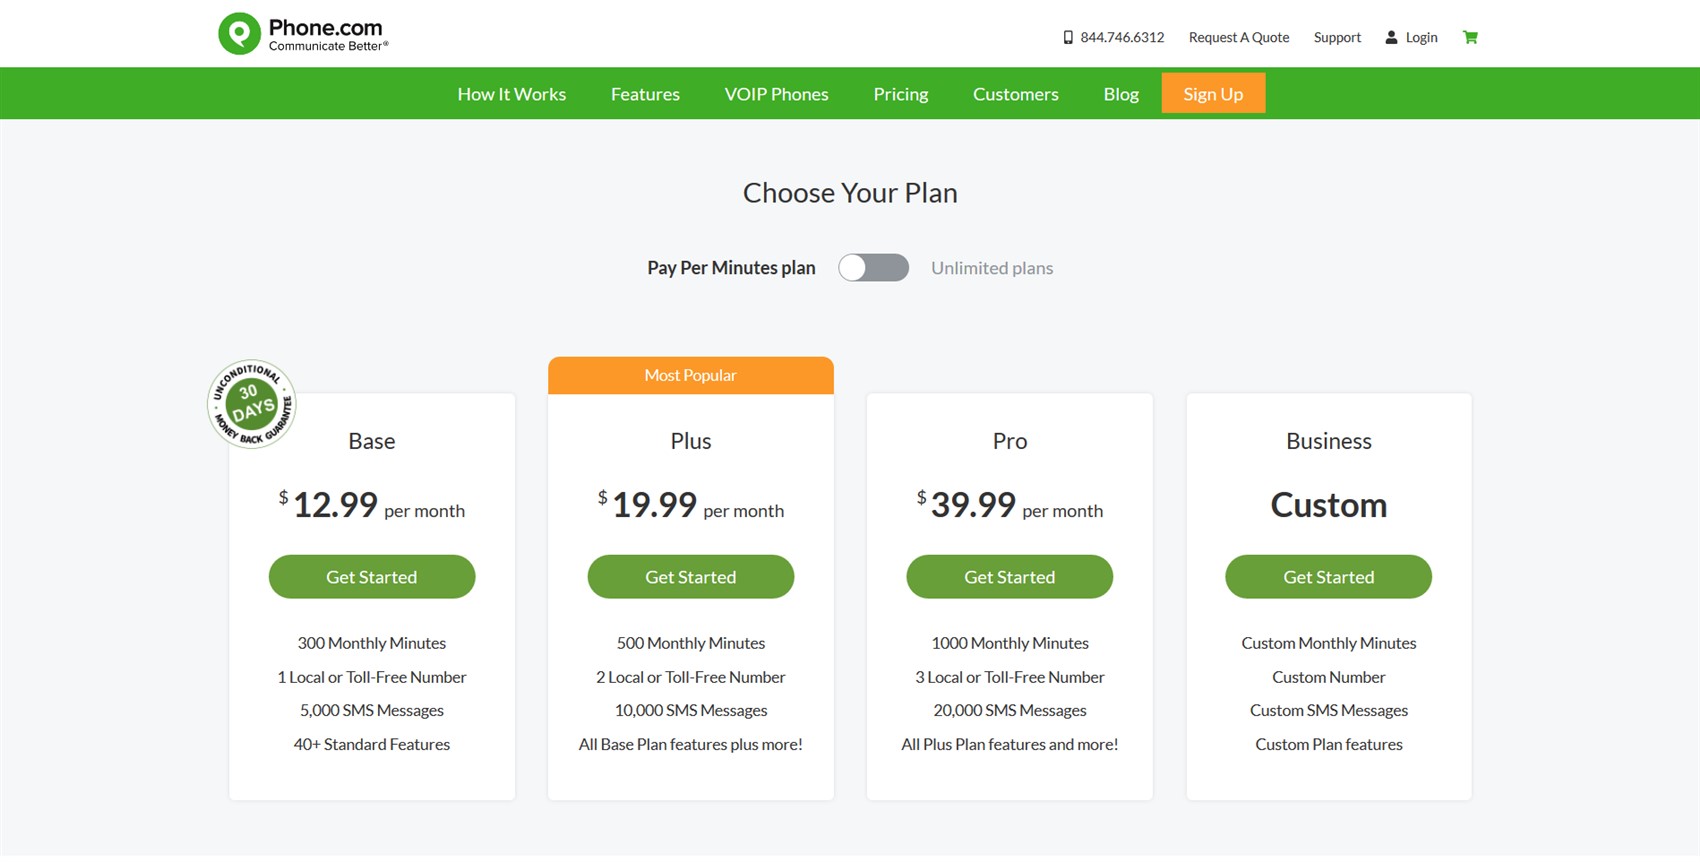 Phone.com
Communicate Better®
844.746.6312 Request A Quote Support Login
How It Works Features VOIP Phones Pricing Customers Blog Sign Up
Choose Your Plan
Pay Per Minutes plan Unlimited plans
UNCONDITIONAL
30
DAYS
MONEY BACK GUARANTEE
Base
$12.99 per month
Get Started
300 Monthly Minutes
1 Local or Toll-Free Number
5,000 SMS Messages
40+ Standard Features
Most Popular
Plus
$19.99 per month
Get Started
500 Monthly Minutes
2 Local or Toll-Free Number
10,000 SMS Messages
All Base Plan features plus more!
Pro
$39.99 per month
Get Started
1000 Monthly Minutes
3 Local or Toll-Free Number
20,000 SMS Messages
All Plus Plan features and more!
Business
Custom
Get Started
Custom Monthly Minutes
Custom Number
Custom SMS Messages
Custom Plan features